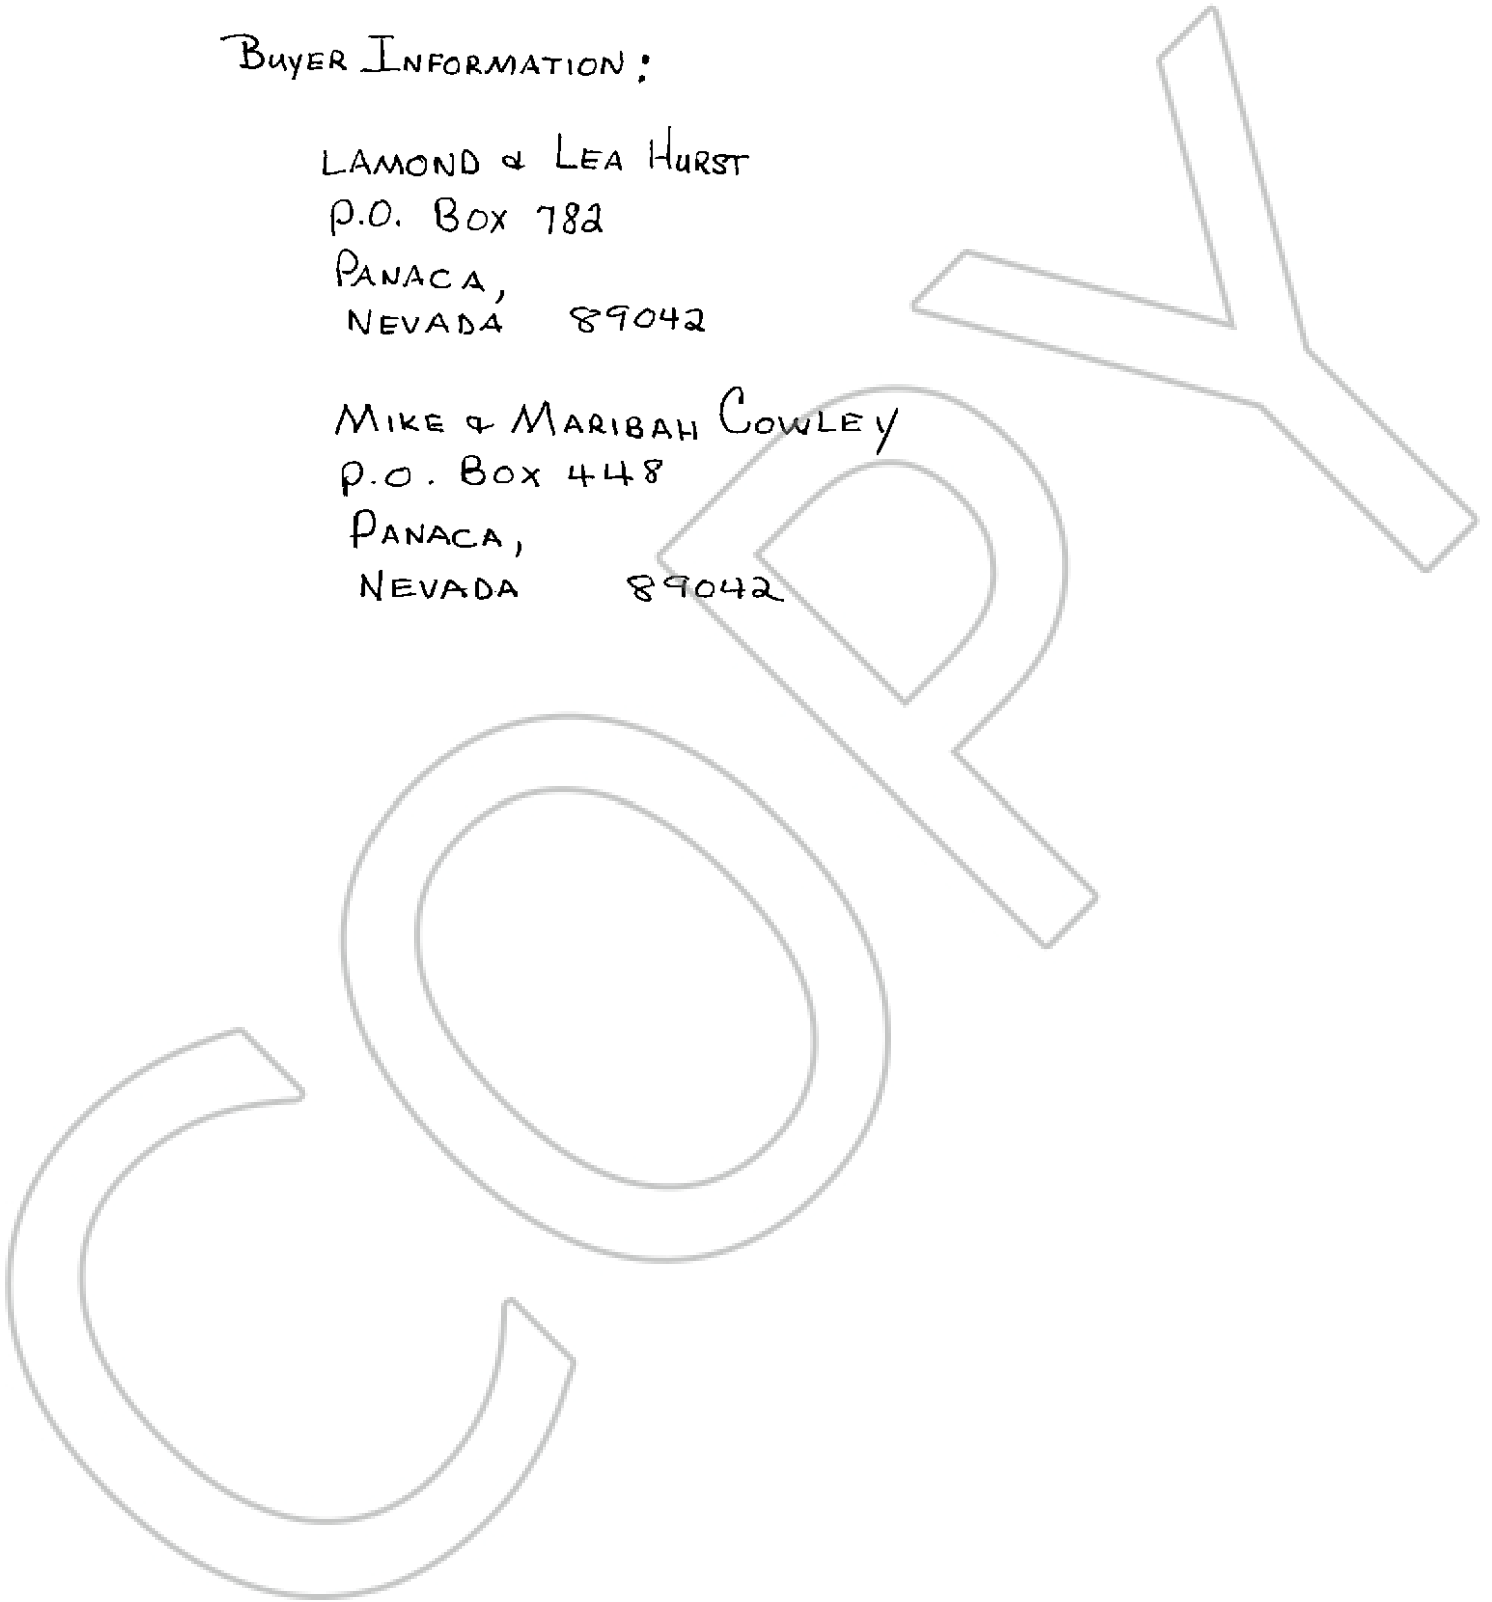 BUYER INFORMATION:
LAMOND & LEA HURST
P.O. BOX 782
PANACA,
NEVADA 89042
MIKE & MARIBAH COWLEY
P.O. BOX 448
PANACA,
NEVADA 89042
COPY